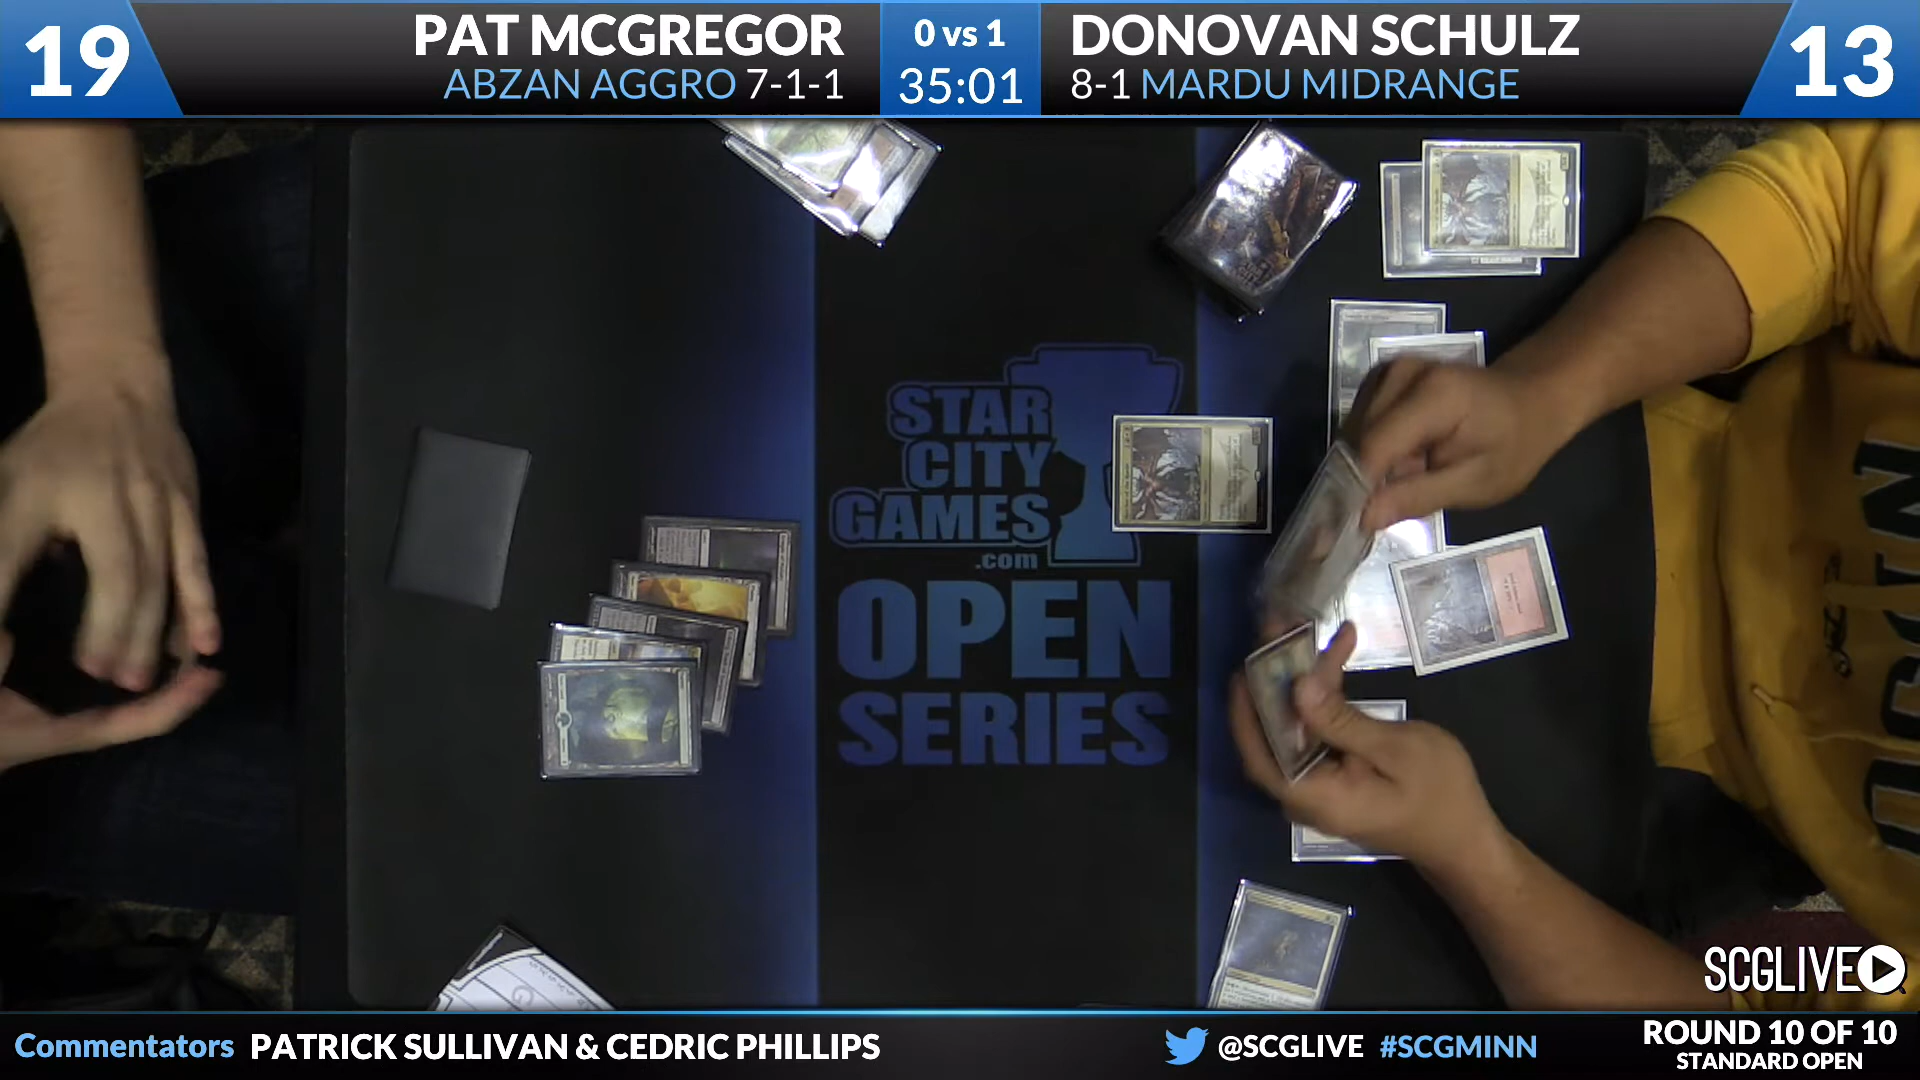 19
PAT MCGREGOR
ABZAN AGGRO 7-1-1
0 vs 1
35:01
DONOVAN SCHULZ
8-1 MARDU MIDRANGE
13
STAR
CITY
GAMES
.com
OPEN
SERIES
SCGLIVE
Commentators PATRICK SULLIVAN & CEDRIC PHILLIPS
@SCGLIVE #SCGMINN
ROUND 10 OF 10
STANDARD OPEN